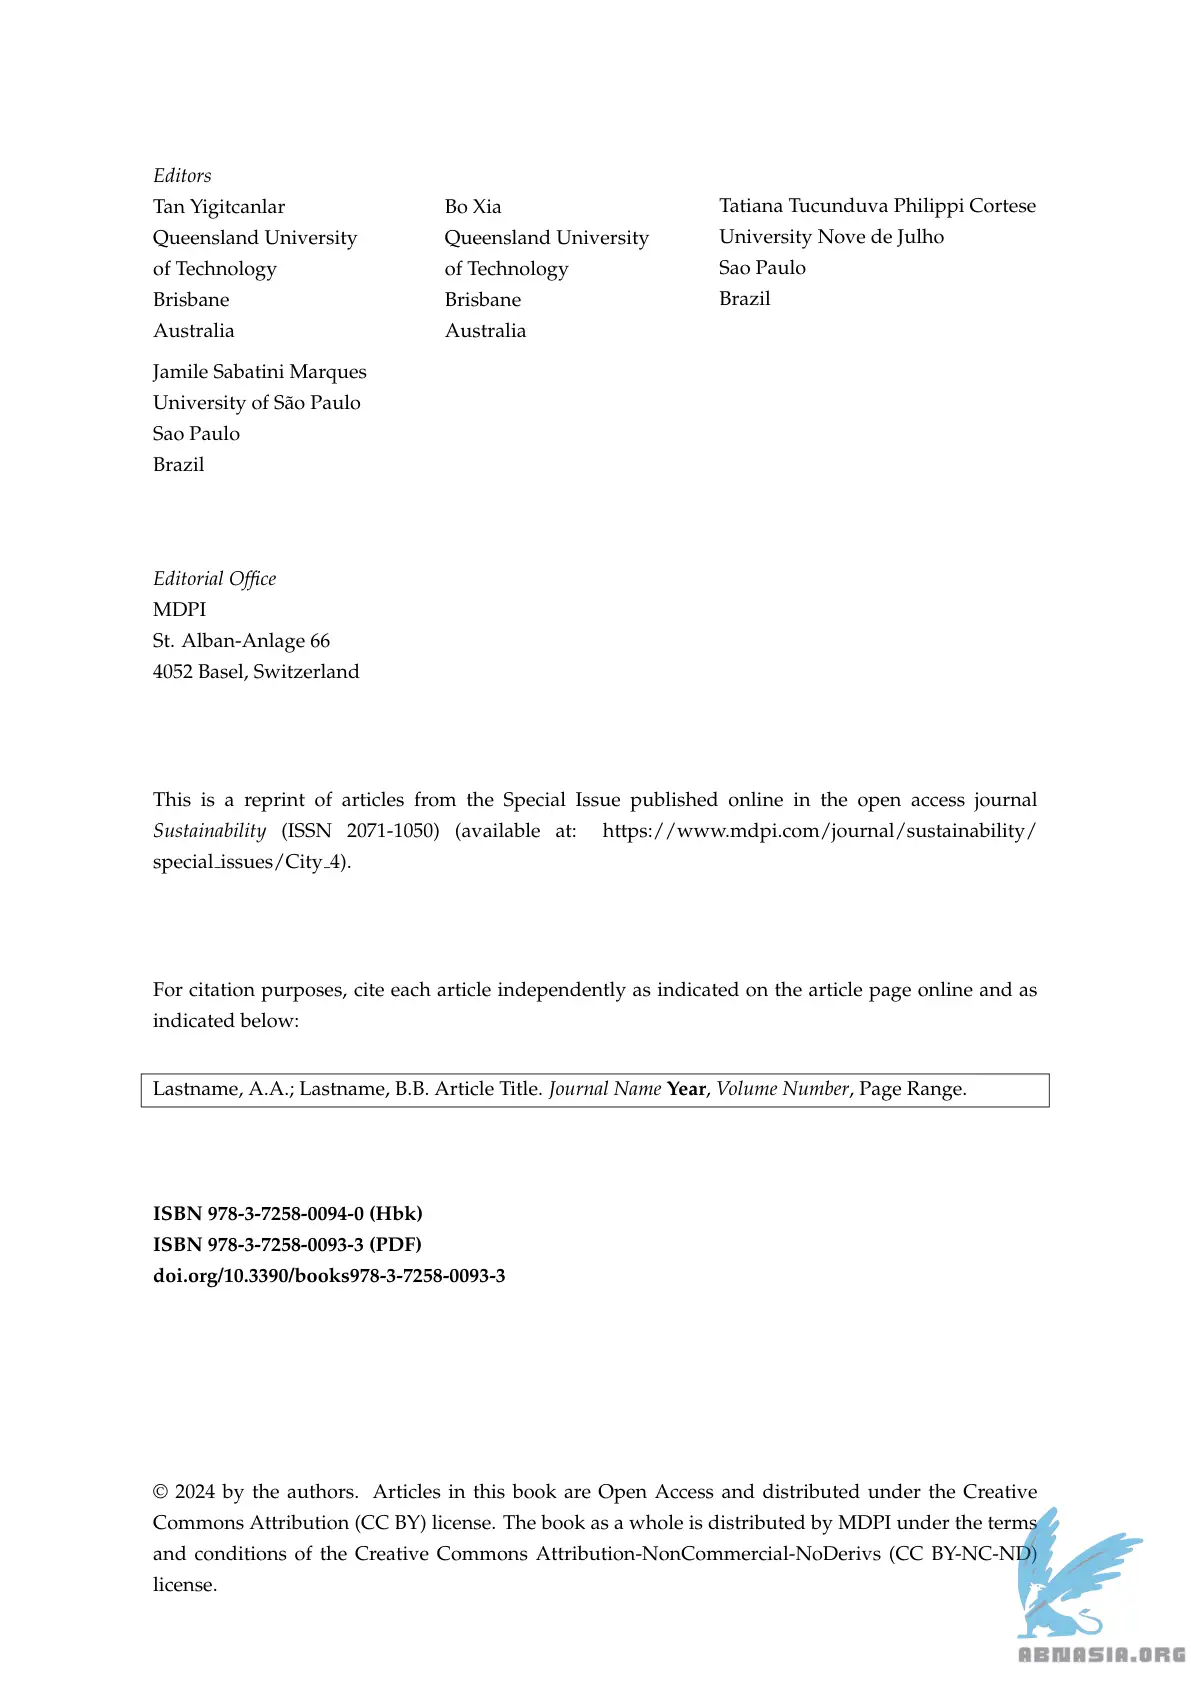 Editors
Tan Yigitcanlar
Queensland University
of Technology
Brisbane
Australia
Bo Xia
Queensland University
of Technology
Brisbane
Australia
Tatiana Tucunduva Philippi Cortese
University Nove de Julho
Sao Paulo
Brazil
Jamile Sabatini Marques
University of São Paulo
Sao Paulo
Brazil
Editorial Office
MDPI
St. Alban-Anlage 66
4052 Basel, Switzerland
This is a reprint of articles from the Special Issue published online in the open access journal
Sustainability (ISSN 2071-1050) (available at: https://www.mdpi.com/journal/sustainability/
special_issues/City_4).
For citation purposes, cite each article independently as indicated on the article page online and as
indicated below:
Lastname, A.A.; Lastname, B.B. Article Title. Journal Name Year, Volume Number, Page Range.
ISBN 978-3-7258-0094-0 (Hbk)
ISBN 978-3-7258-0093-3 (PDF)
doi.org/10.3390/books978-3-7258-0093-3
© 2024 by the authors. Articles in this book are Open Access and distributed under the Creative
Commons Attribution (CC BY) license. The book as a whole is distributed by MDPI under the terms
and conditions of the Creative Commons Attribution-NonCommercial-NoDerivs (CC BY-NC-ND)
license.
ABNASIA.ORG